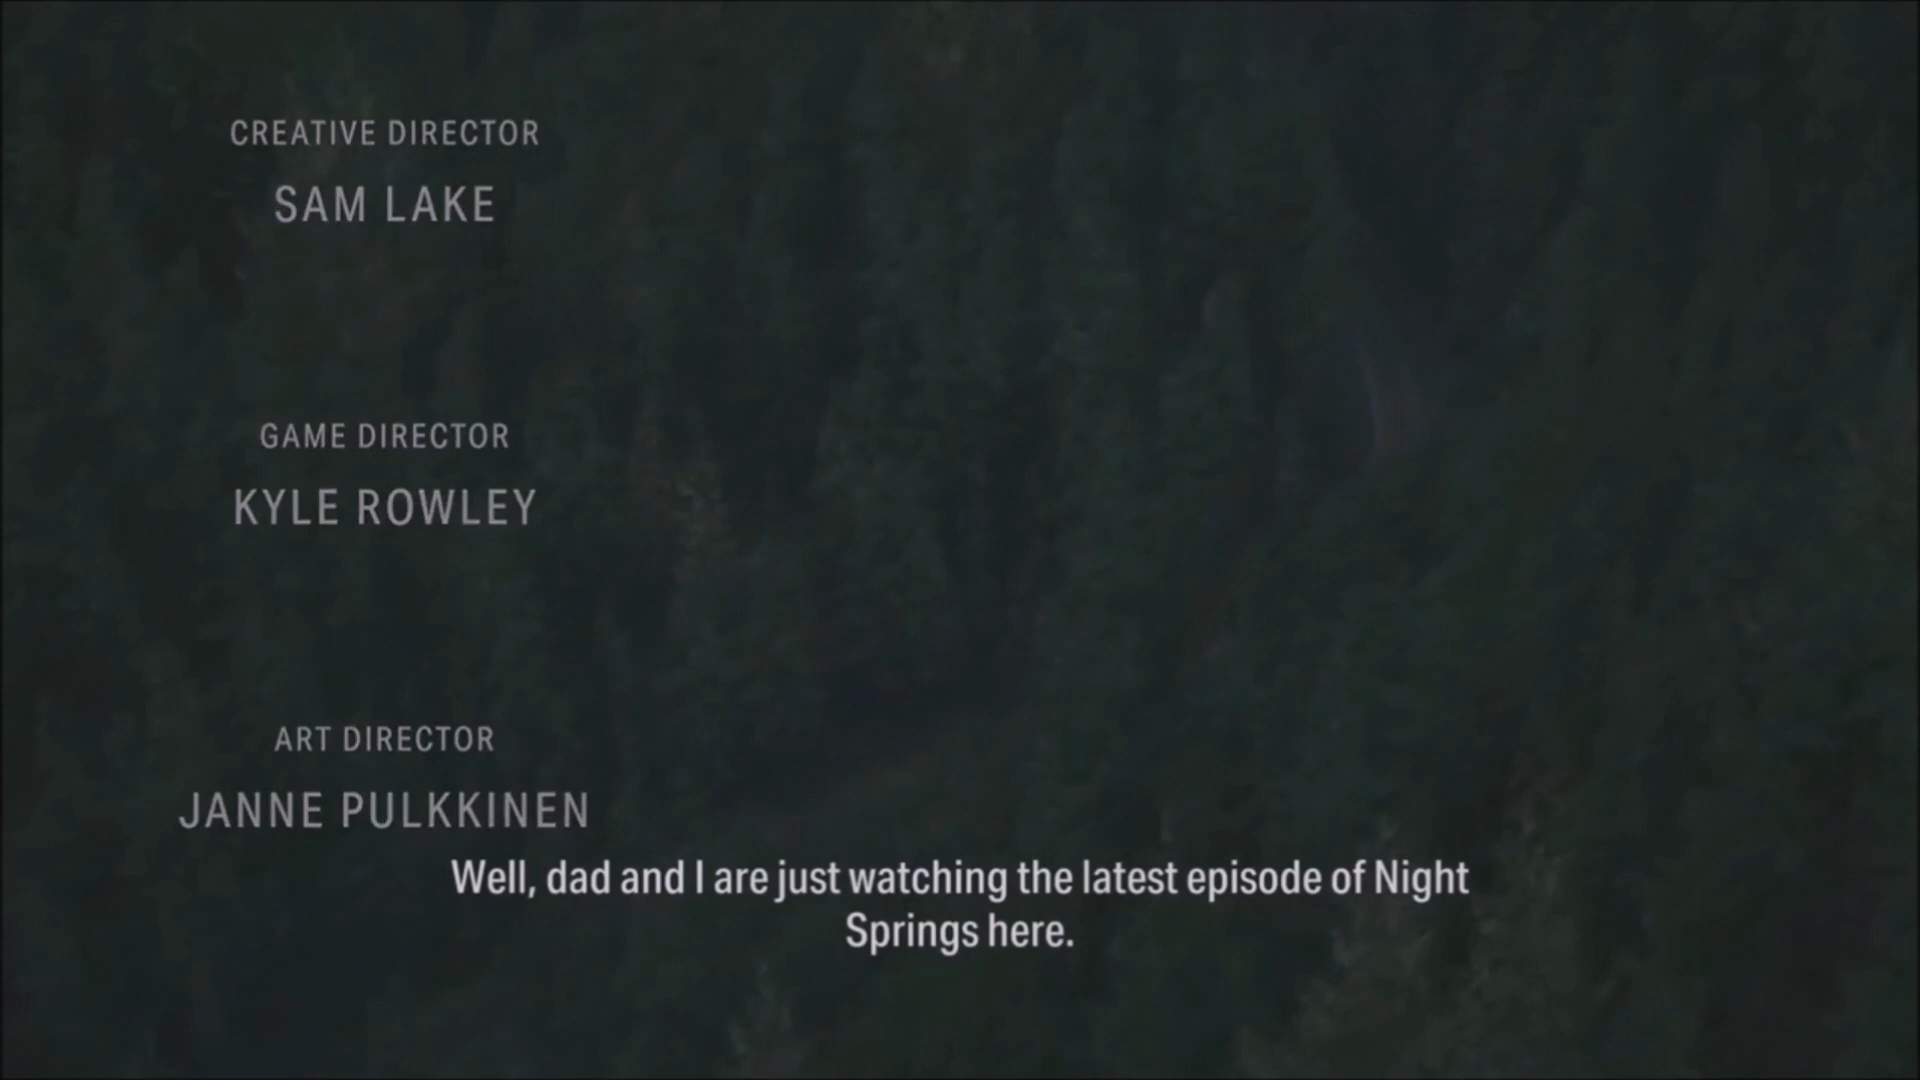 CREATIVE DIRECTOR
SAM LAKE
GAME DIRECTOR
KYLE ROWLEY
ART DIRECTOR
JANNE PULKKINEN
Well, dad and I are just watching the latest episode of Night
Springs here.